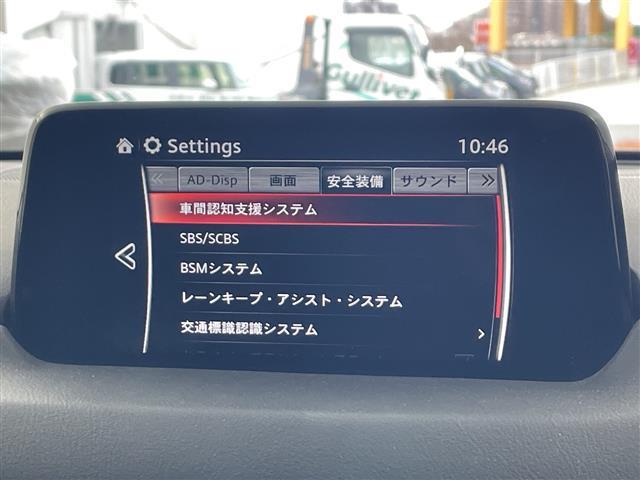 Gulliver
Settings 10:46
AD-Disp 画面 安全装備 サウンド
車間認知支援システム
SBS/SCBS
BSMシステム
レーンキープ・アシスト・システム
交通標識認識システム